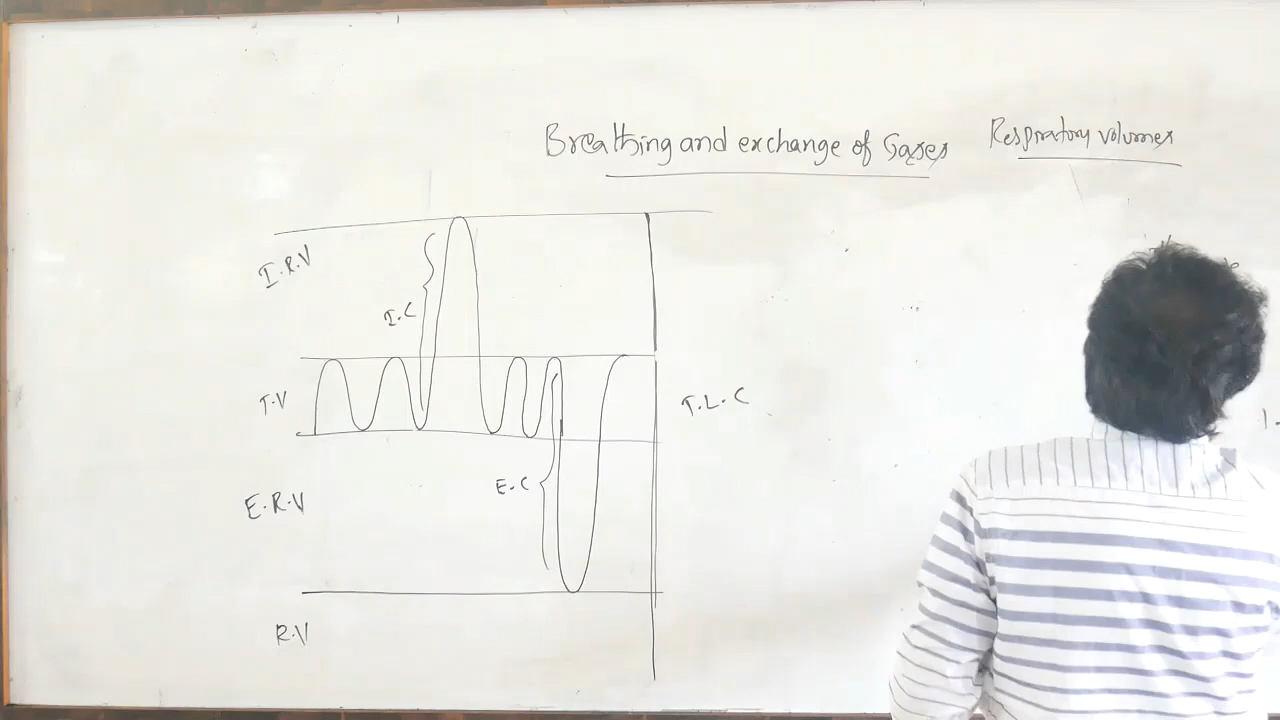 Breathing and exchange of Gases
Respiratory volumes
I.R.V
I.C
T.V
T.L.C
E.C
E.R.V
R.V